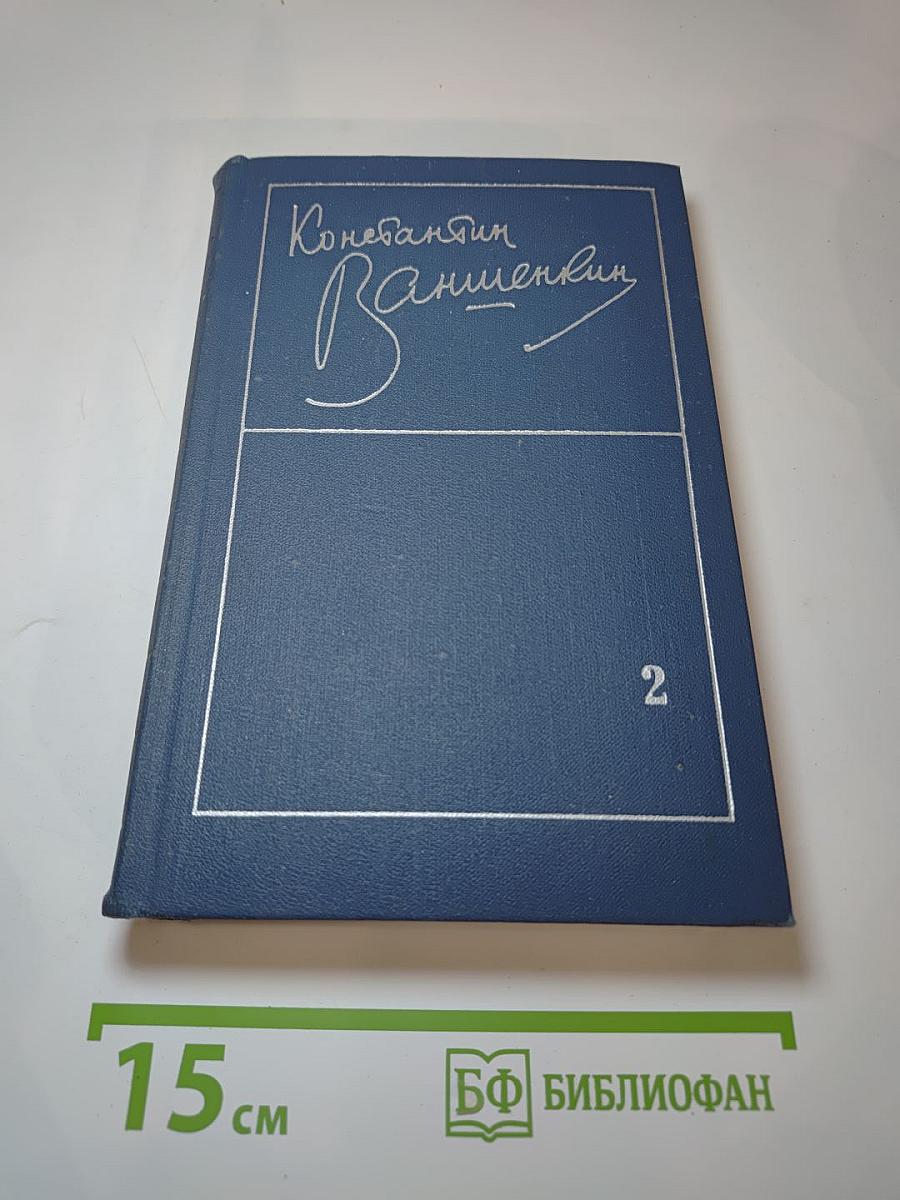 Константин
Ваншенкин
2
15 см
БФ БИБЛИОФАН